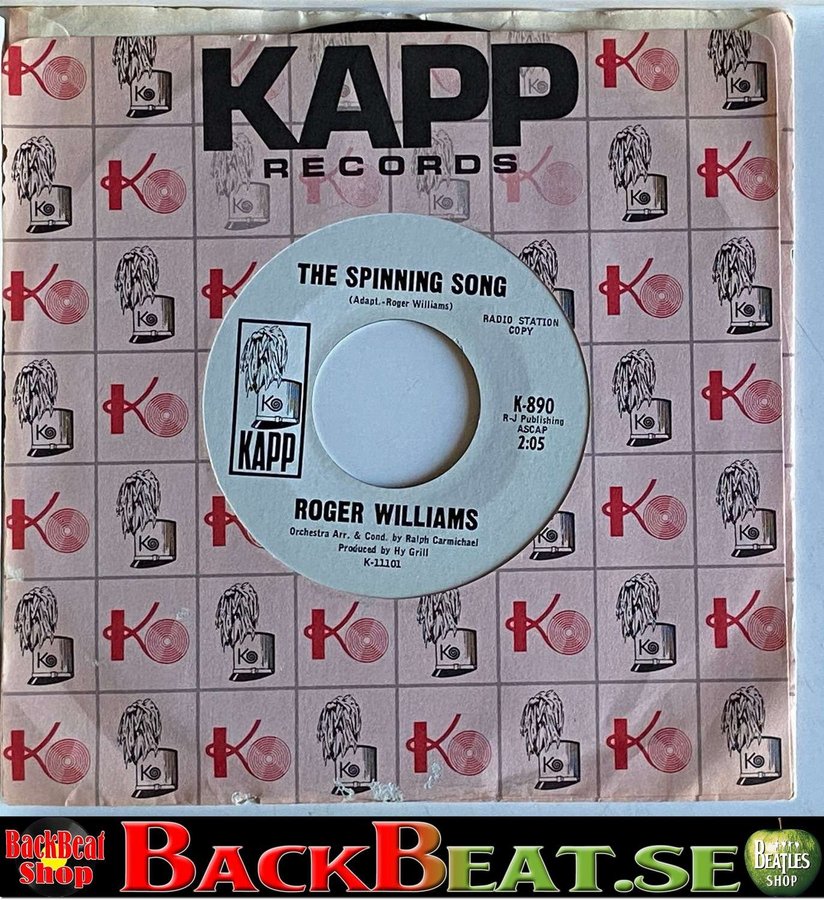 KAPP
RECORDS
THE SPINNING SONG
(Adapt.-Roger Williams)
RADIO STATION
COPY
KAPP
K-890
R-J Publishing
ASCAP
2:05
ROGER WILLIAMS
Orchestra Arr. & Cond. by Ralph Carmichael
Produced by Hy Grill
K-11101
BackBeat
Shop
BACKBEAT.SE
BEATLES
SHOP